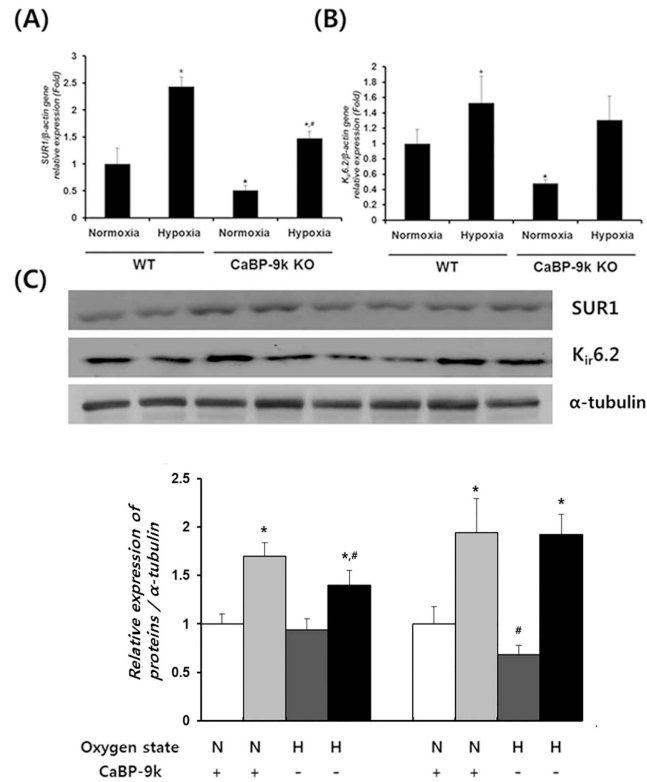 (A)
SUR1/β-actin gene
relative expression (Fold)
3
2.5
2
1.5
1
0.5
0
*
*
*,#
Normoxia Hypoxia Normoxia Hypoxia
WT CaBP-9k KO
(B)
Kir6.2/β-actin gene
relative expression (Fold)
2
1.8
1.6
1.4
1.2
1
0.8
0.6
0.4
0.2
0
*
*
Normoxia Hypoxia Normoxia Hypoxia
WT CaBP-9k KO
(C)
SUR1
Kir6.2
α-tubulin
Relative expression of
proteins / α-tubulin
2.5
2
1.5
1
0.5
0
*
*,#
*
#
*
Oxygen state N N H H N N H H
CaBP-9k + + - - + + - -